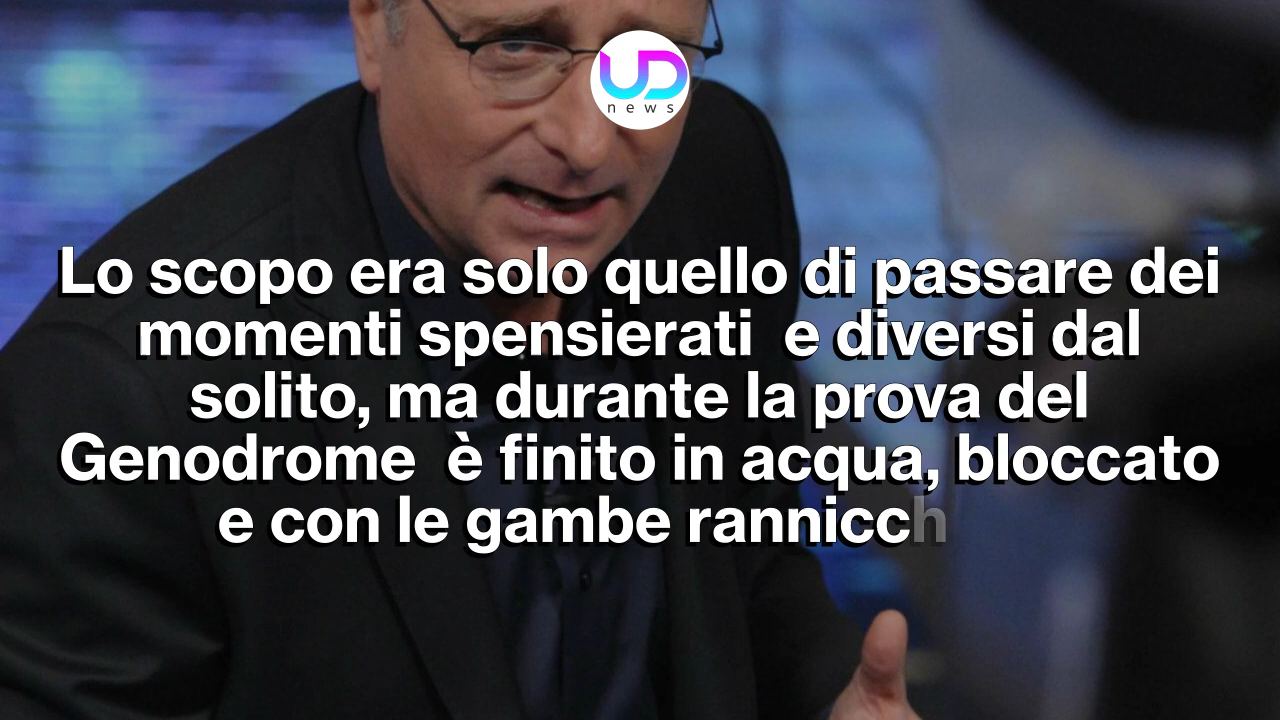 UD
news
Lo scopo era solo quello di passare dei
momenti spensierati e diversi dal
solito, ma durante la prova del
Genodrome è finito in acqua, bloccato
e con le gambe rannicch